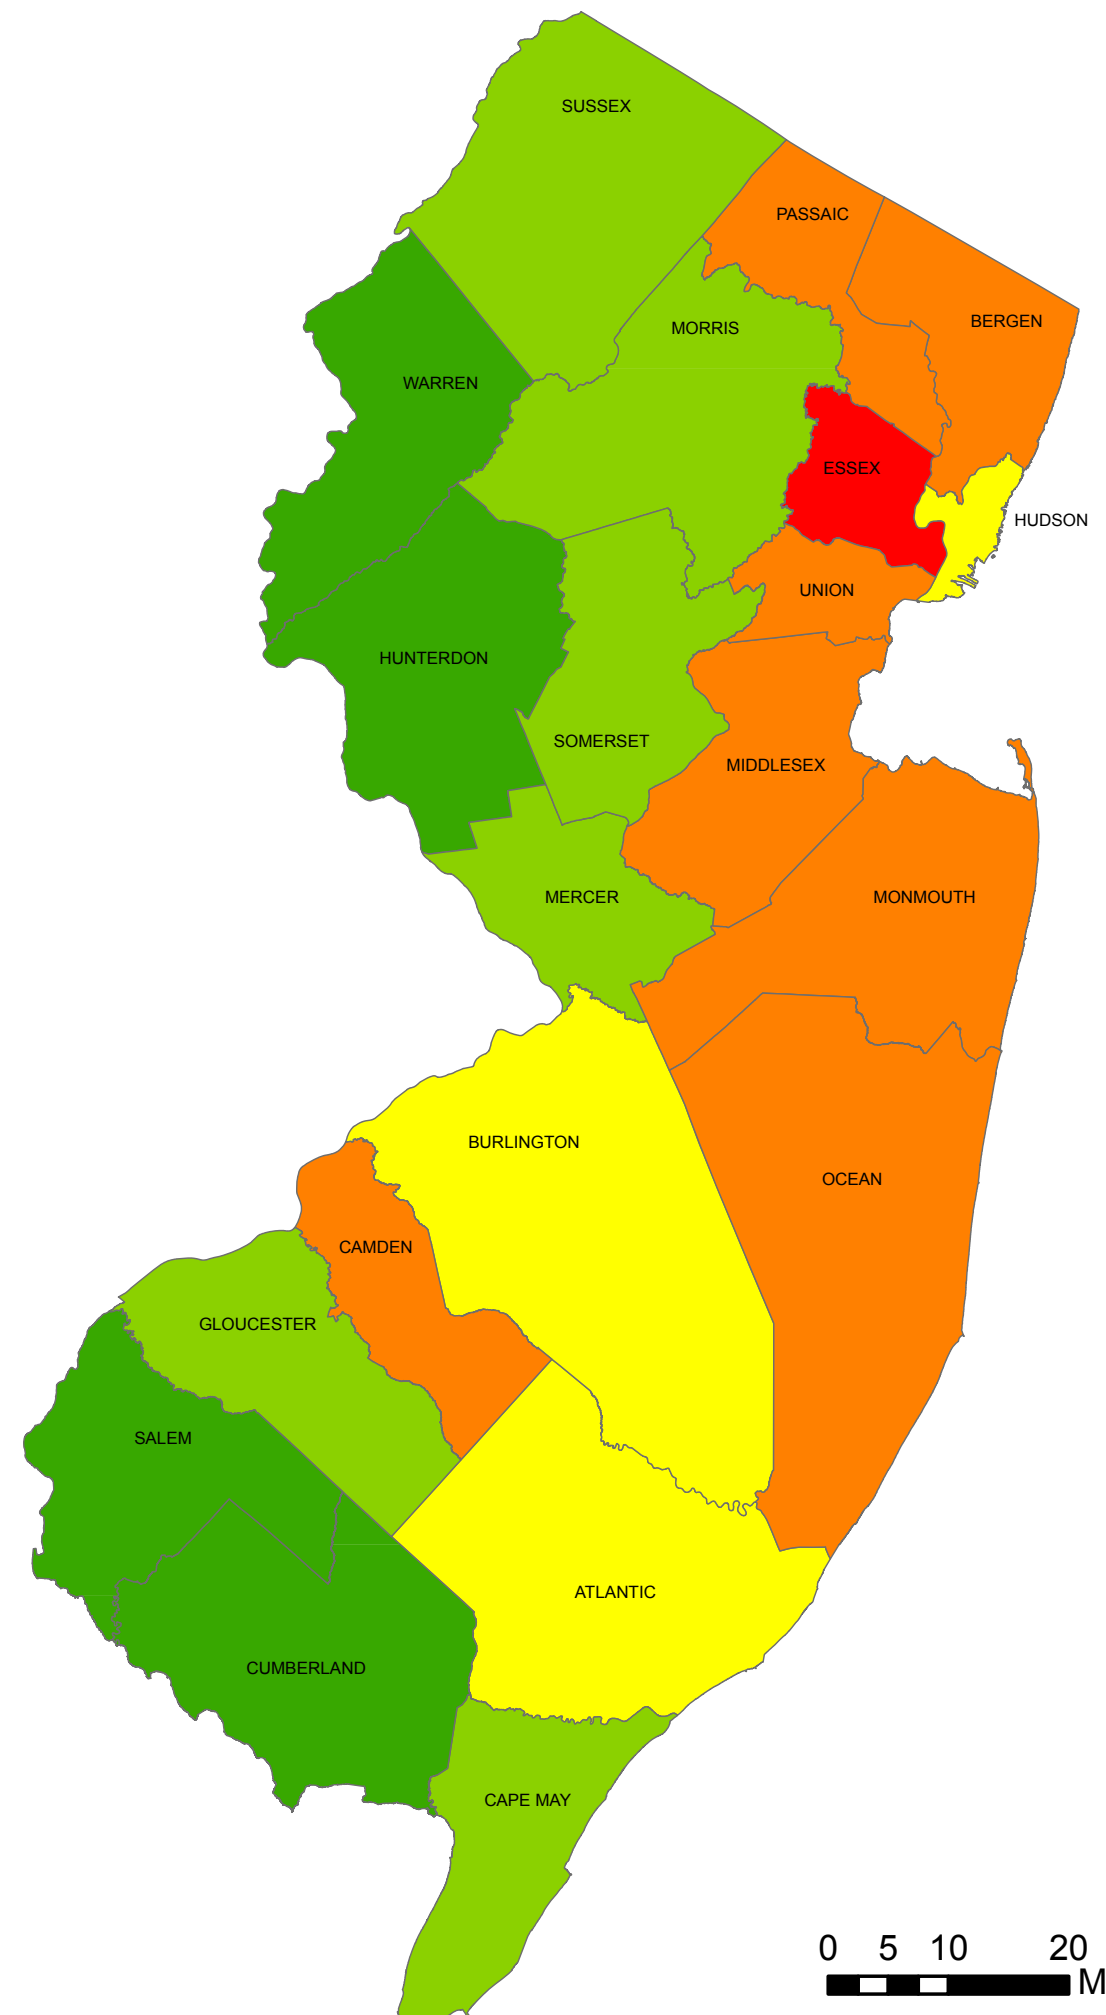 SUSSEX
PASSAIC
BERGEN
MORRIS
WARREN
ESSEX
HUDSON
UNION
HUNTERDON
SOMERSET
MIDDLESEX
MERCER
MONMOUTH
BURLINGTON
OCEAN
CAMDEN
GLOUCESTER
SALEM
ATLANTIC
CUMBERLAND
CAPE MAY
0 5 10 20
M